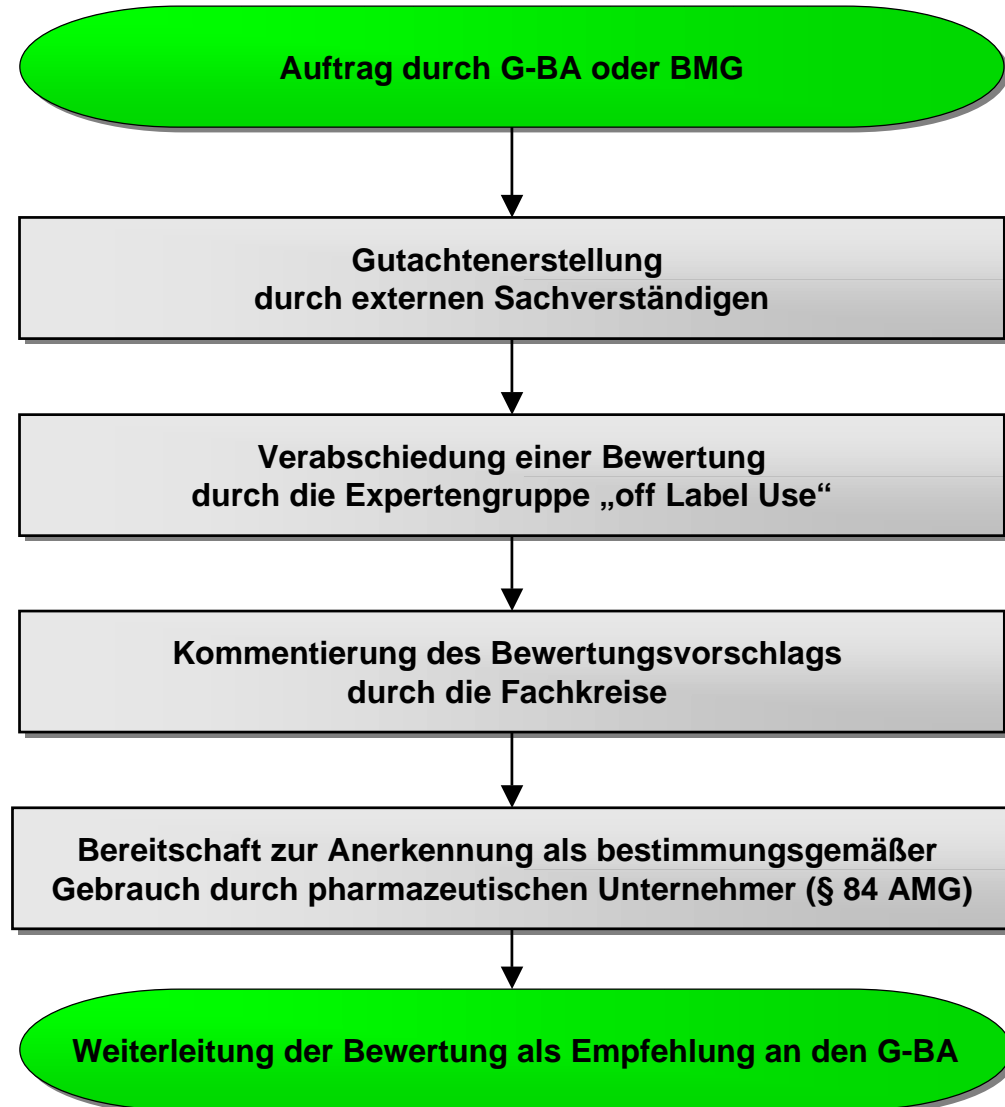 Auftrag durch G-BA oder BMG
Gutachtenerstellung
durch externen Sachverständigen
Verabschiedung einer Bewertung
durch die Expertengruppe „off Label Use“
Kommentierung des Bewertungsvorschlags
durch die Fachkreise
Bereitschaft zur Anerkennung als bestimmungsgemäßer
Gebrauch durch pharmazeutischen Unternehmer (§ 84 AMG)
Weiterleitung der Bewertung als Empfehlung an den G-BA